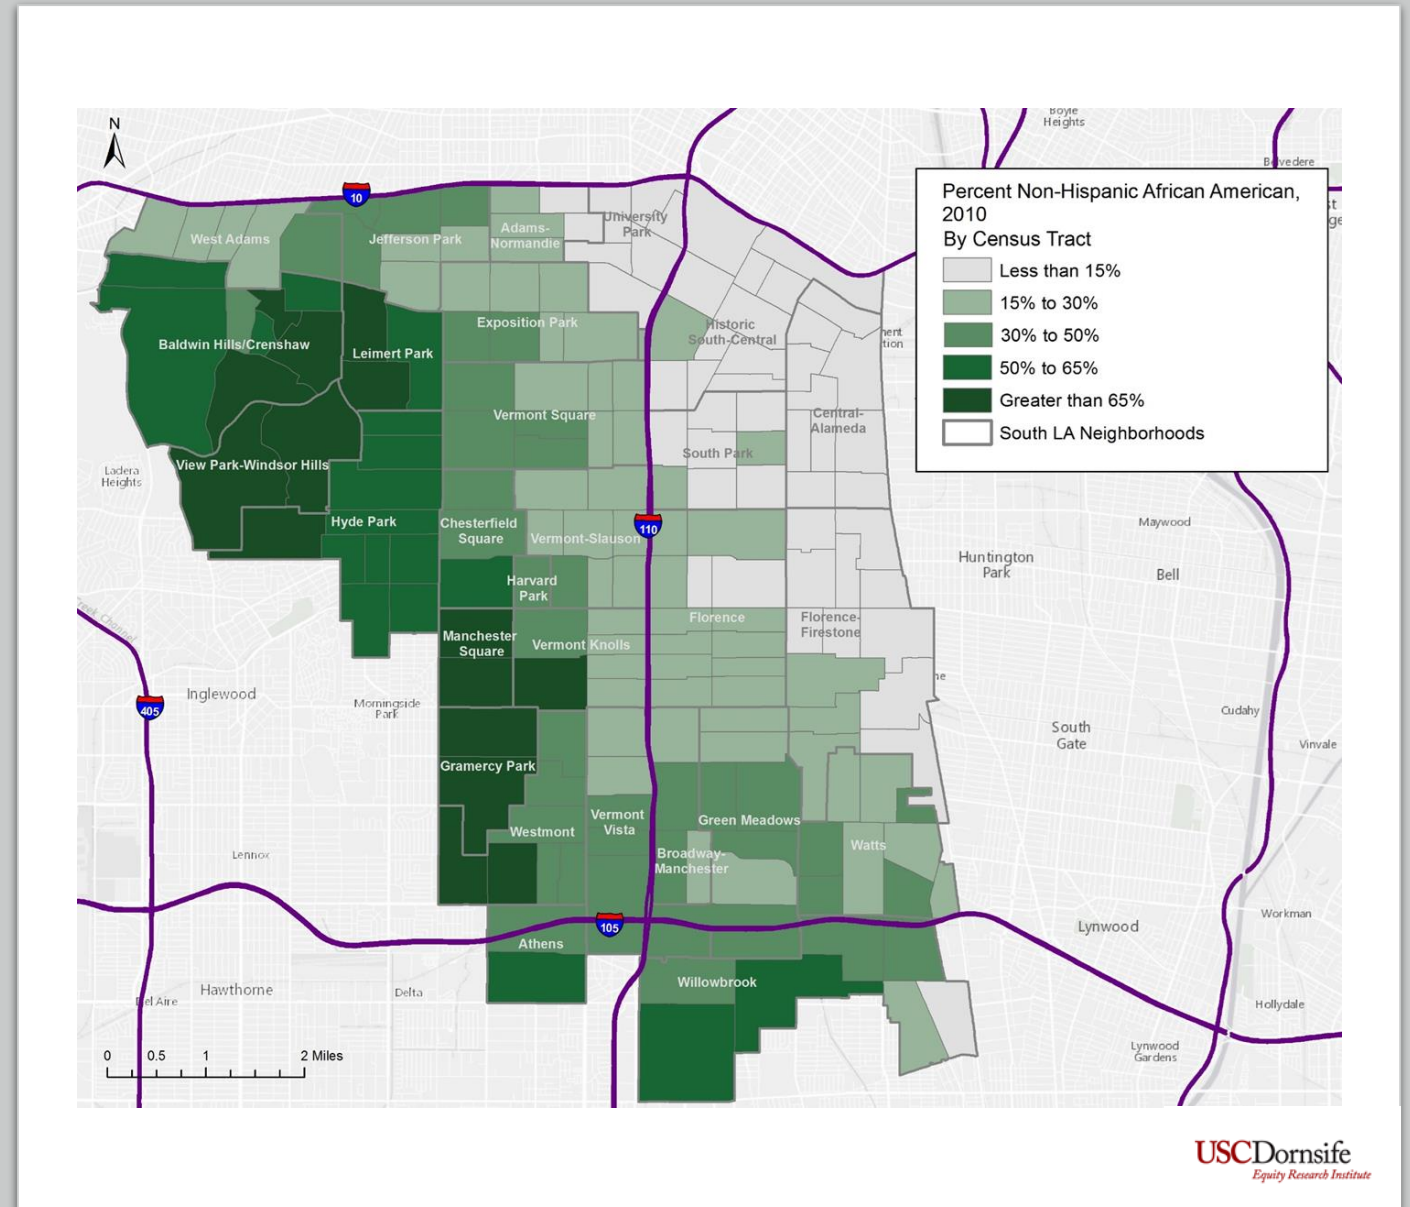 N
Boyle
Heights
Belvedere
10
University
Park
Adams-
Normandie
West Adams
Jefferson Park
Percent Non-Hispanic African American,
2010
By Census Tract
Less than 15%
15% to 30%
30% to 50%
50% to 65%
Greater than 65%
South LA Neighborhoods
Exposition Park
Historic
South-Central
Baldwin Hills/Crenshaw
Leimert Park
Vermont Square
Central-
Alameda
South Park
View Park-Windsor Hills
Ladera
Heights
Hyde Park
Chesterfield
Square
Vermont-Slauson
110
Maywood
Huntington
Park
Bell
Harvard
Park
Creek Channel
Florence
Florence-
Firestone
Manchester
Square
Vermont Knolls
Inglewood
Morningside
Park
405
Cudahy
South
Gate
Vinvale
Gramercy Park
Vermont
Vista
Green Meadows
Westmont
Watts
Lennox
Broadway-
Manchester
Workman
105
Lynwood
Athens
Willowbrook
Hawthorne
Delta
Del Aire
Hollydale
Lynwood
Gardens
0 0.5 1 2 Miles
USCDornsife
Equity Research Institute